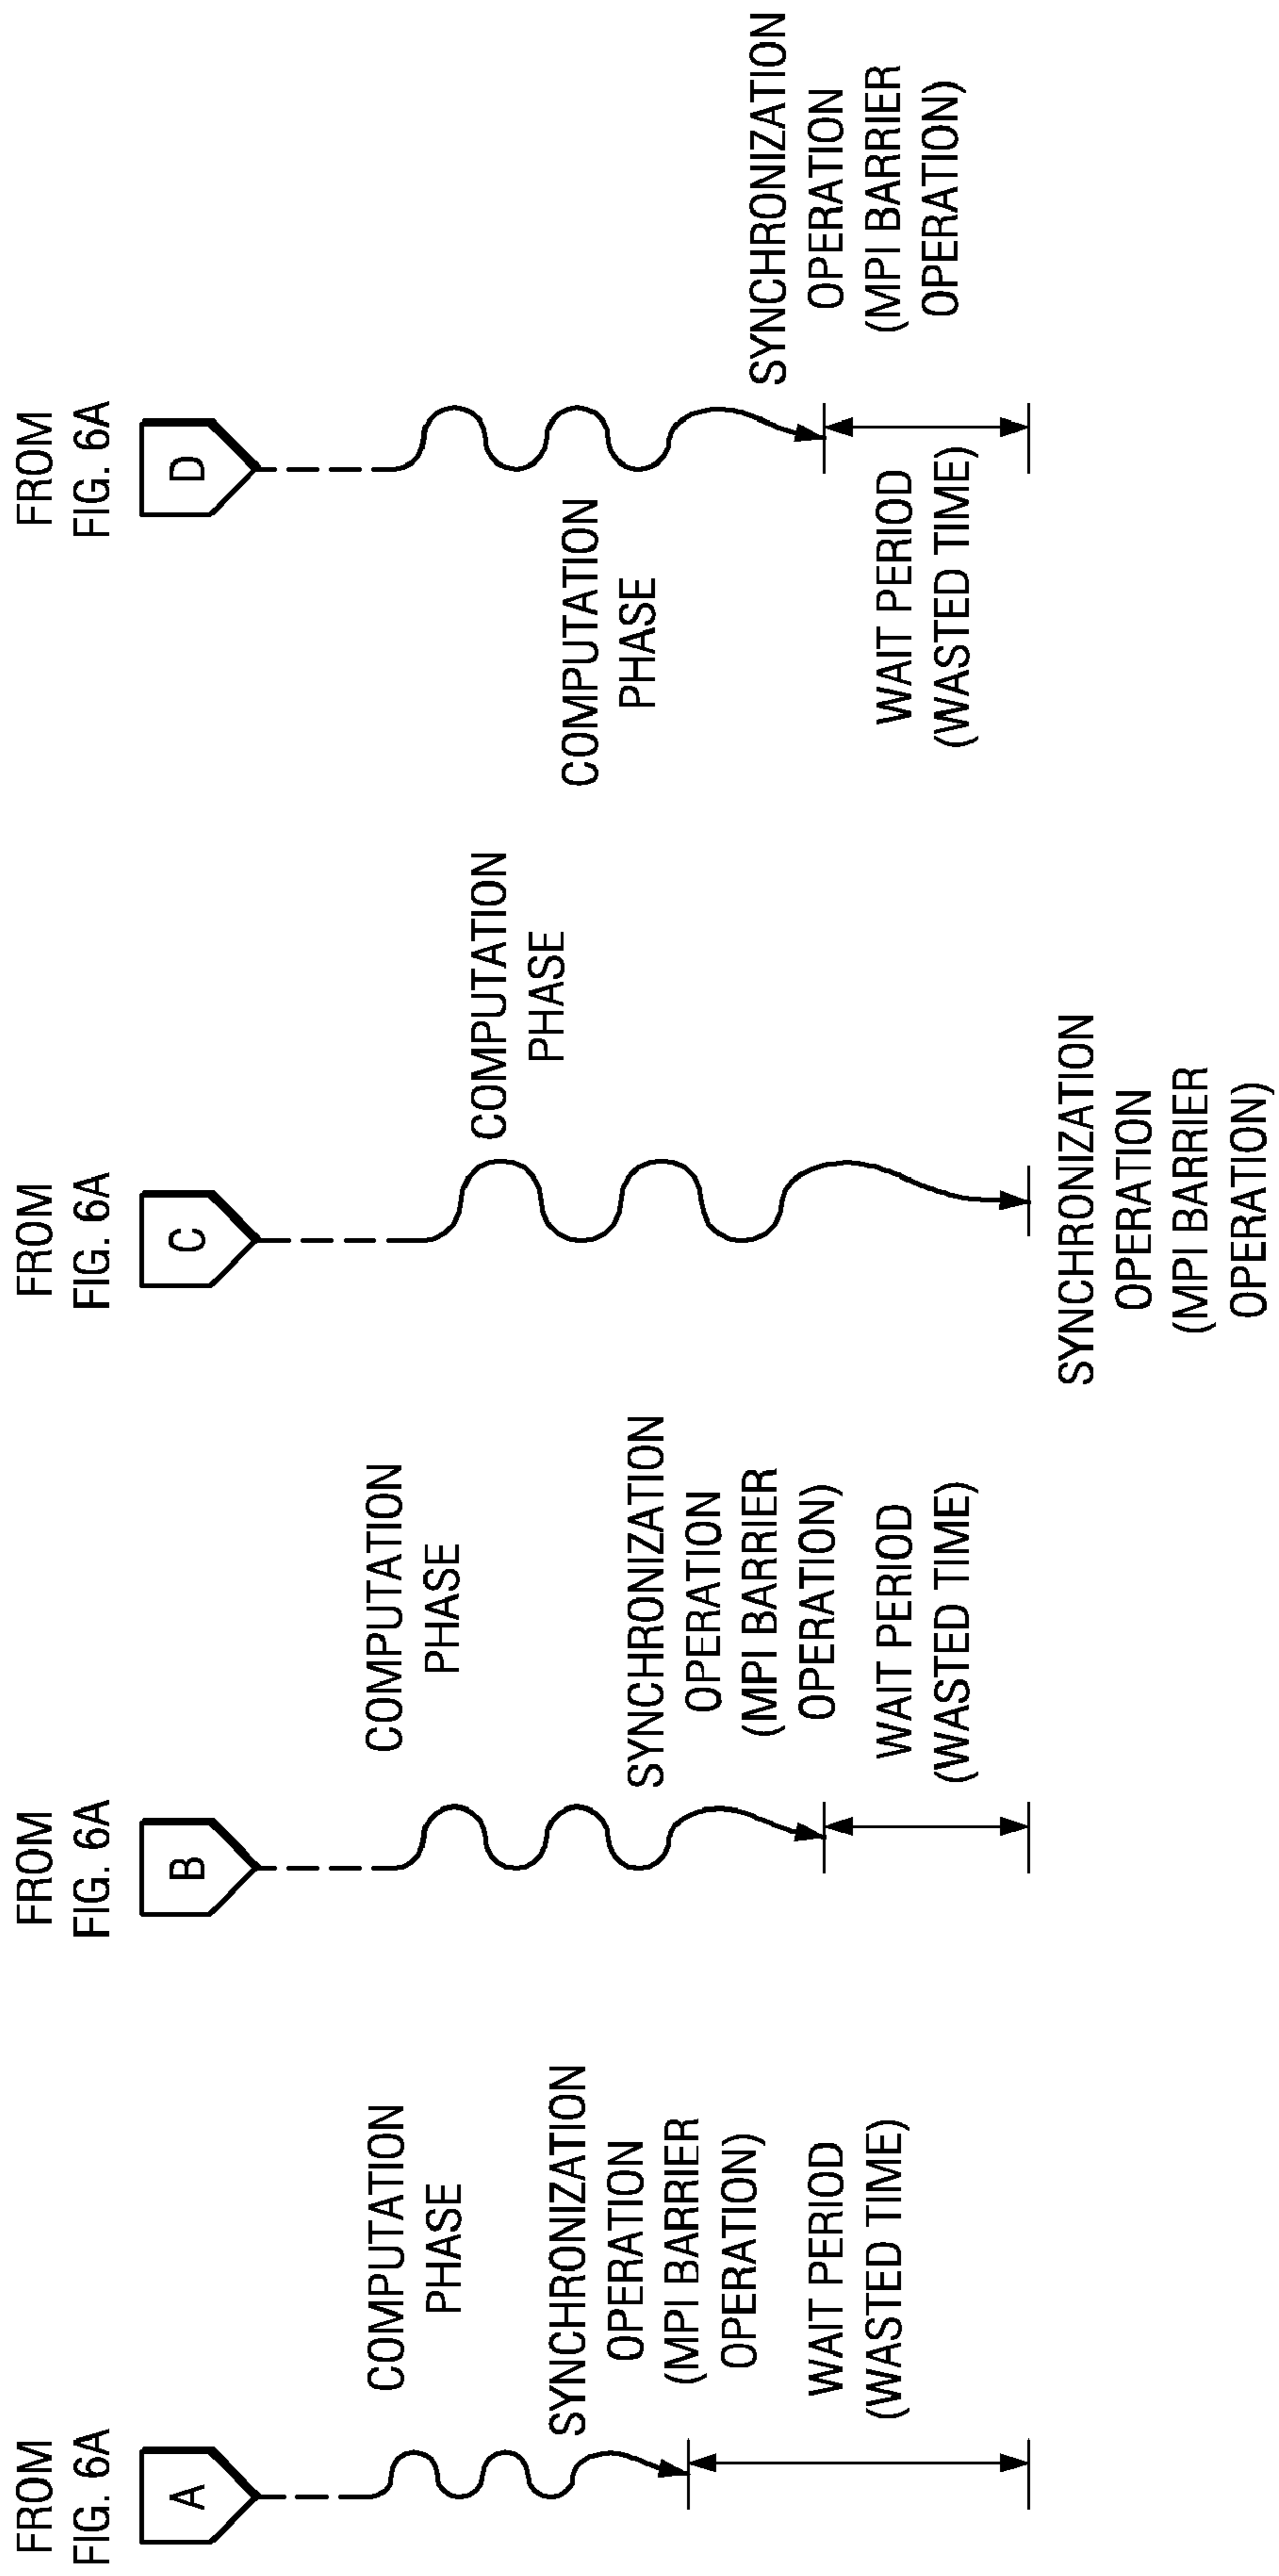 FROM
FIG. 6A
A
COMPUTATION
PHASE
SYNCHRONIZATION
OPERATION
(MPI BARRIER
OPERATION)
WAIT PERIOD
(WASTED TIME)
FROM
FIG. 6A
B
COMPUTATION
PHASE
SYNCHRONIZATION
OPERATION
(MPI BARRIER
OPERATION)
WAIT PERIOD
(WASTED TIME)
FROM
FIG. 6A
C
COMPUTATION
PHASE
SYNCHRONIZATION
OPERATION
(MPI BARRIER
OPERATION)
FROM
FIG. 6A
D
COMPUTATION
PHASE
SYNCHRONIZATION
OPERATION
(MPI BARRIER
OPERATION)
WAIT PERIOD
(WASTED TIME)